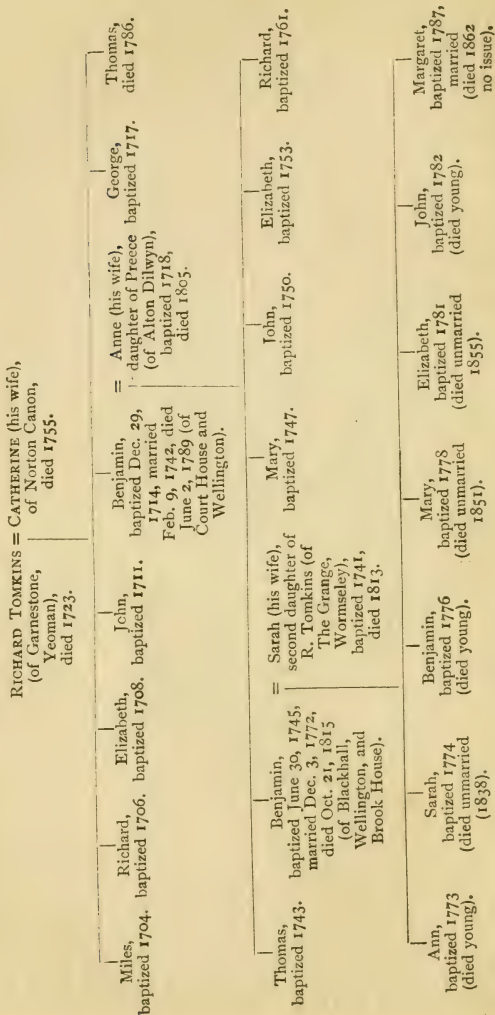 RICHARD TOMKINS = CATHERINE (his wife),
(of Garnestone, of Norton Canon,
Yeoman), died 1755.
died 1723.
Miles,
baptized 1704.
Richard,
baptized 1706.
Elizabeth,
baptized 1708.
John,
baptized 1711.
Benjamin,
baptized Dec. 29,
1714, married
Feb. 9, 1742, died
June 2, 1789 (of
Court House and
Wellington).
=
Anne (his wife),
daughter of Preece
(of Alton Dilwyn),
baptized 1718,
died 1805.
George,
baptized 1717.
Thomas,
died 1786.
Thomas,
baptized 1743.
Benjamin,
baptized June 30, 1745,
married Dec. 3, 1772,
died Oct. 21, 1815
(of Blackhall,
Wellington, and
Brook House).
=
Sarah (his wife),
second daughter of
R. Tomkins (of
The Grange,
Wormseley),
baptized 1741,
died 1813.
Mary,
baptized 1747.
John,
baptized 1750.
Elizabeth,
baptized 1753.
Richard,
baptized 1761.
Ann,
baptized 1773
(died young).
Sarah,
baptized 1774
(died unmarried
(1838).
Benjamin,
baptized 1776
(died young).
Mary,
baptized 1778
(died unmarried
1851).
Elizabeth,
baptized 1781
(died unmarried
1855).
John,
baptized 1782
(died young).
Margaret,
baptized 1787,
married
(died 1862
no issue).